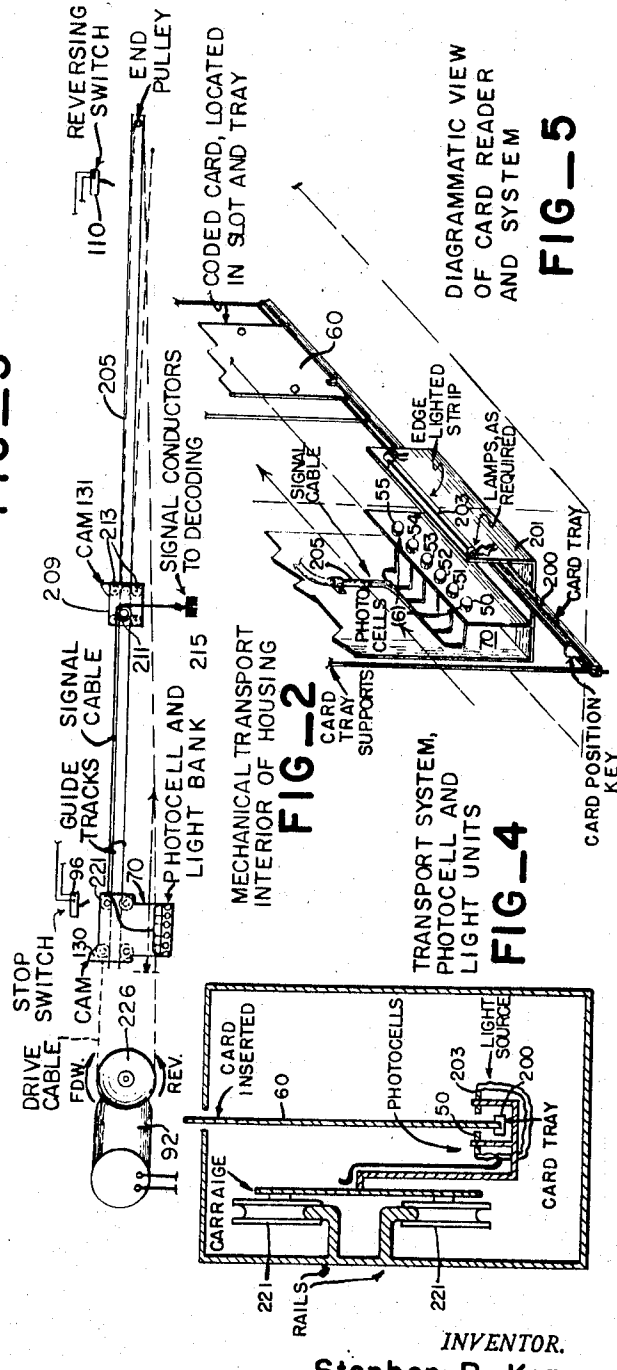 STOP
SWITCH
96
DRIVE
CABLE
FDW.
226
REV.
92
CAM 130
221
GUIDE
TRACKS
SIGNAL
CABLE
70
PHOTOCELL AND
LIGHT BANK
209
CAM 131
213
211
SIGNAL CONDUCTORS
TO DECODING
215
205
REVERSING
SWITCH
110
END
PULLEY
MECHANICAL TRANSPORT
INTERIOR OF HOUSING
FIG_2
CODED CARD, LOCATED
IN SLOT AND TRAY
60
SIGNAL
CABLE
205
PHOTO
CELLS
(6)
55
54
53
52
51
50
70
EDGE
LIGHTED
STRIP
203
LAMPS, AS
REQUIRED
201
200
CARD TRAY
CARD
TRAY
SUPPORTS
CARD POSITION
KEY
DIAGRAMMATIC VIEW
OF CARD READER
AND SYSTEM
FIG_5
TRANSPORT SYSTEM,
PHOTOCELL AND
LIGHT UNITS
FIG_4
CARD
INSERTED
60
CARRAIGE
221
RAILS
221
PHOTOCELLS
50
203
LIGHT
SOURCE
200
CARD TRAY
INVENTOR.